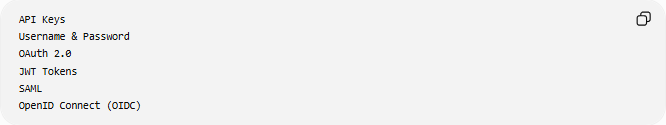 API Keys
Username & Password
OAuth 2.0
JWT Tokens
SAML
OpenID Connect (OIDC)